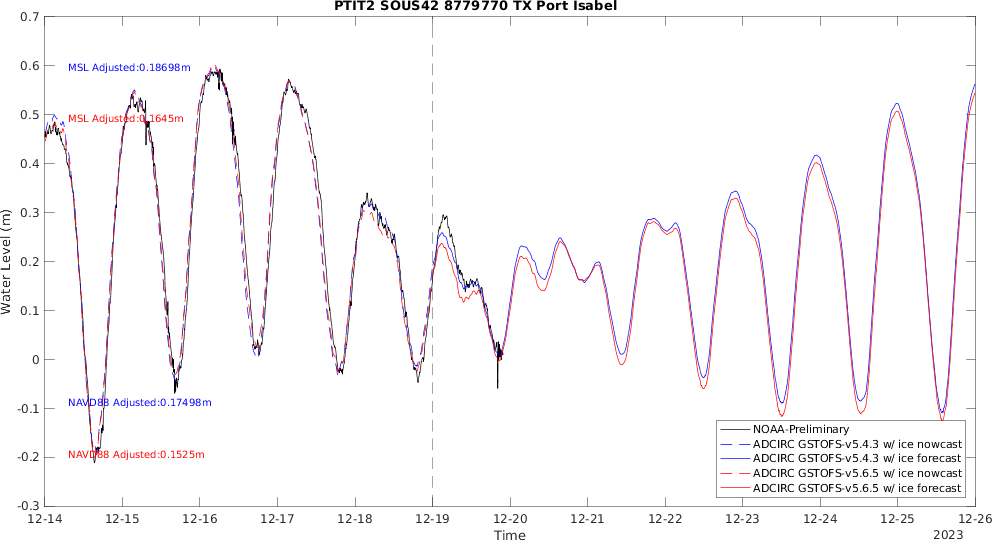 PTIT2 SOUS42 8779770 TX Port Isabel
0.7
0.6
0.5
0.4
0.3
0.2
0.1
0
-0.1
-0.2
-0.3
Water Level (m)
MSL Adjusted:0.18698m
MSL Adjusted:0.1645m
NAVD88 Adjusted:0.17498m
NAVD88 Adjusted:0.1525m
NOAA-Preliminary
ADCIRC GSTOFS-v5.4.3 w/ ice nowcast
ADCIRC GSTOFS-v5.4.3 w/ ice forecast
ADCIRC GSTOFS-v5.6.5 w/ ice nowcast
ADCIRC GSTOFS-v5.6.5 w/ ice forecast
12-14 12-15 12-16 12-17 12-18 12-19 12-20 12-21 12-22 12-23 12-24 12-25 12-26
Time
2023